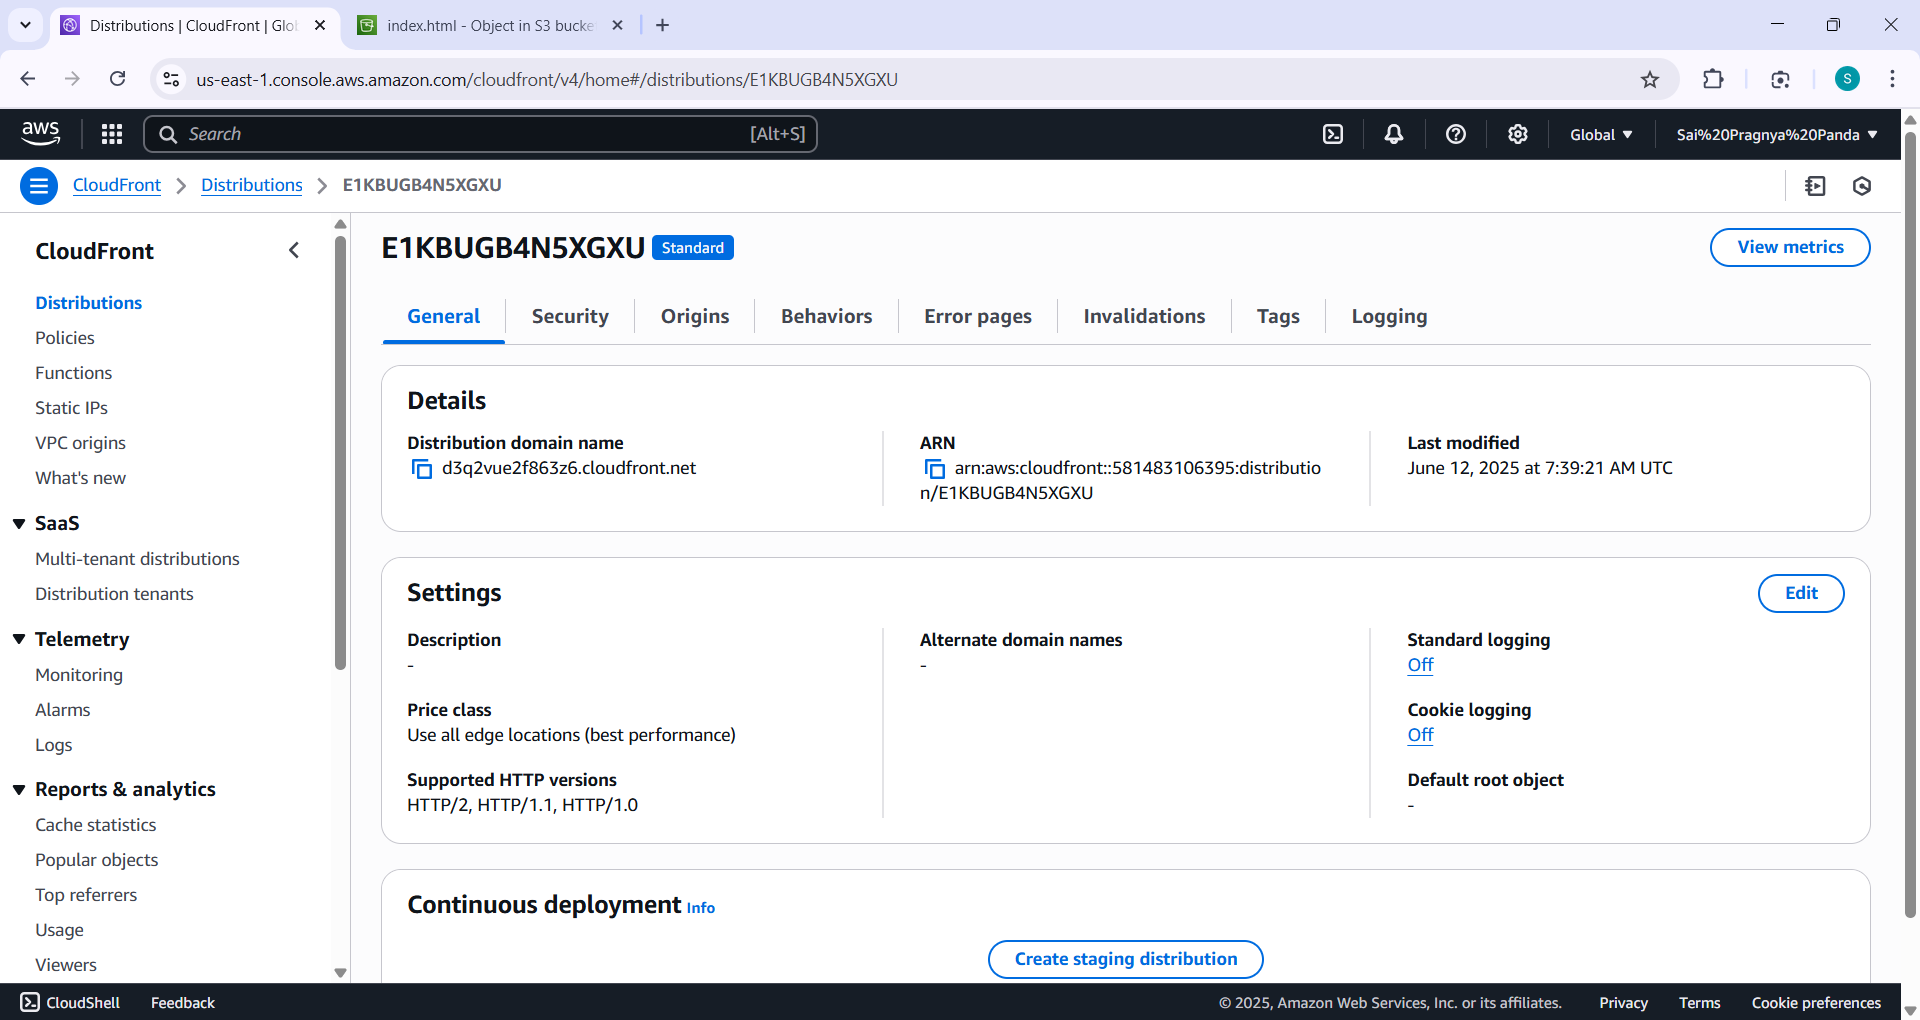 Distributions | CloudFront | Glo
index.html - Object in S3 bucke
us-east-1.console.aws.amazon.com/cloudfront/v4/home#/distributions/E1KBUGB4N5XGXU
S
aws
Search
[Alt+S]
Global
Sai%20Pragnya%20Panda
CloudFront
Distributions
E1KBUGB4N5XGXU
CloudFront
Distributions
Policies
Functions
Static IPs
VPC origins
What's new
SaaS
Multi-tenant distributions
Distribution tenants
Telemetry
Monitoring
Alarms
Logs
Reports & analytics
Cache statistics
Popular objects
Top referrers
Usage
Viewers
E1KBUGB4N5XGXU Standard
View metrics
General
Security
Origins
Behaviors
Error pages
Invalidations
Tags
Logging
Details
Distribution domain name
d3q2vue2f863z6.cloudfront.net
ARN
arn:aws:cloudfront::581483106395:distributio
n/E1KBUGB4N5XGXU
Last modified
June 12, 2025 at 7:39:21 AM UTC
Settings
Edit
Description
-
Price class
Use all edge locations (best performance)
Supported HTTP versions
HTTP/2, HTTP/1.1, HTTP/1.0
Alternate domain names
-
Standard logging
Off
Cookie logging
Off
Default root object
-
Continuous deployment Info
Create staging distribution
CloudShell
Feedback
© 2025, Amazon Web Services, Inc. or its affiliates.
Privacy
Terms
Cookie preferences